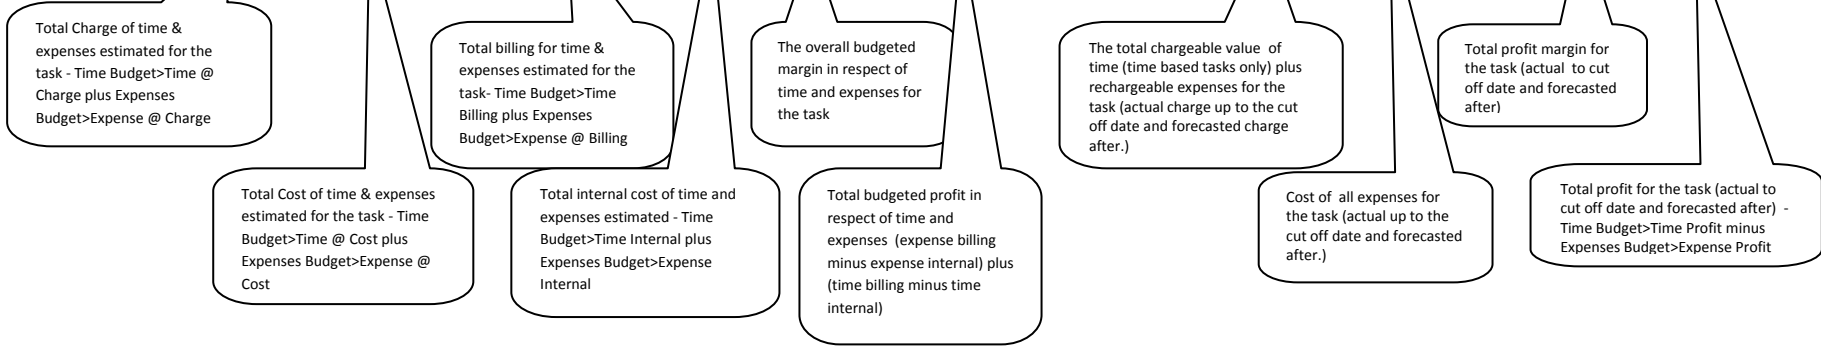 Total Charge of time &
expenses estimated for the
task - Time Budget>Time @
Charge plus Expenses
Budget>Expense @ Charge
Total Cost of time & expenses
estimated for the task - Time
Budget>Time @ Cost plus
Expenses Budget>Expense @
Cost
Total billing for time &
expenses estimated for the
task- Time Budget>Time
Billing plus Expenses
Budget>Expense @ Billing
Total internal cost of time and
expenses estimated - Time
Budget>Time Internal plus
Expenses Budget>Expense
Internal
The overall budgeted
margin in respect of
time and expenses for
the task
Total budgeted profit in
respect of time and
expenses (expense billing
minus expense internal) plus
(time billing minus time
internal)
The total chargeable value of
time (time based tasks only) plus
rechargeable expenses for the
task (actual charge up to the cut
off date and forecasted charge
after.)
Cost of all expenses for
the task (actual up to the
cut off date and forecasted
after.)
Total profit margin for
the task (actual to cut
off date and forecasted
after)
Total profit for the task (actual to
cut off date and forecasted after) -
Time Budget>Time Profit minus
Expenses Budget>Expense Profit